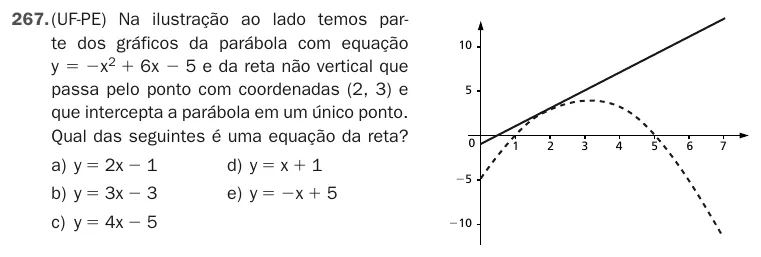 267. (UF-PE) Na ilustração ao lado temos par-
te dos gráficos da parábola com equação
y = −x² + 6x − 5 e da reta não vertical que
passa pelo ponto com coordenadas (2, 3) e
que intercepta a parábola em um único ponto.
Qual das seguintes é uma equação da reta?
a) y = 2x − 1 d) y = x + 1
b) y = 3x − 3 e) y = −x + 5
c) y = 4x − 5
10
5
0 1 2 3 4 5 6 7
−5
−10